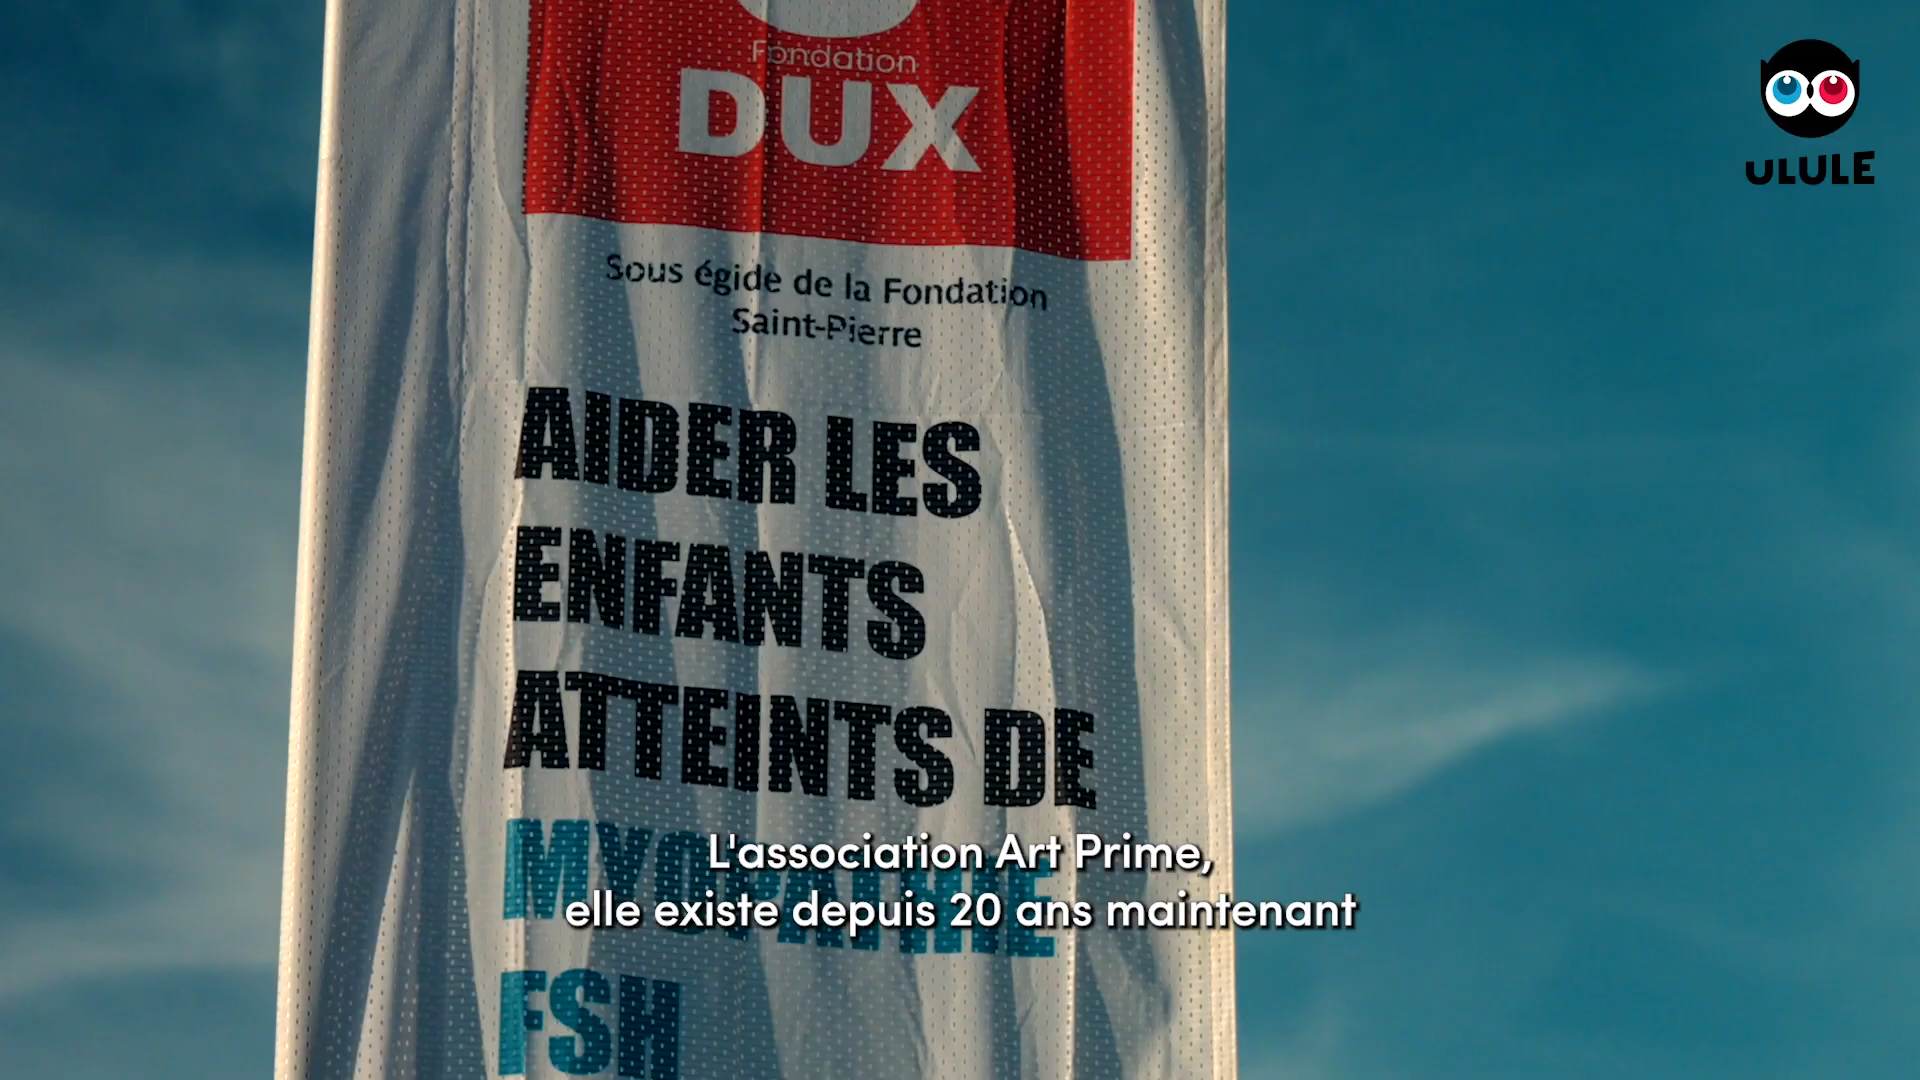 Fondation
DUX
ULULE
Sous égide de la Fondation
Saint-Pierre
AIDER LES
ENFANTS
ATTEINTS DE
MYOPATHIE
FSH
L'association Art Prime,
elle existe depuis 20 ans maintenant